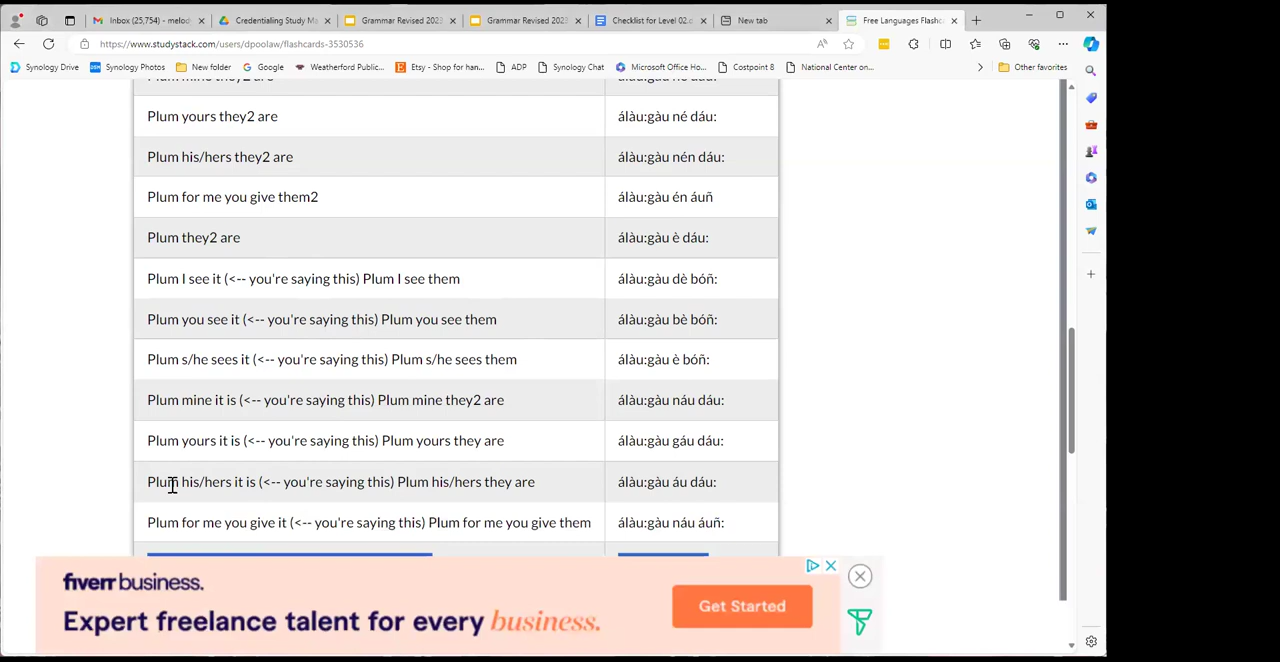 Inbox (25,754) – melod
Credentialing Study Ma
Grammar Revised 2023
Grammar Revised 2023
Checklist for Level 02.d
New tab
Free Languages Flashc
https://www.studystack.com/users/dpoolaw/flashcards-3530536
Synology Drive
Synology Photos
New folder
Google
Weatherford Public...
Etsy - Shop for han...
ADP
Synology Chat
Microsoft Office Ho...
Costpoint 8
National Center on...
Other favorites
Plum yours they2 are álàu:gàu né dáu:
Plum his/hers they2 are álàu:gàu nén dáu:
Plum for me you give them2 álàu:gàu én áuñ
Plum they2 are álàu:gàu è dáu:
Plum I see it (<-- you're saying this) Plum I see them álàu:gàu dè bóñ:
Plum you see it (<-- you're saying this) Plum you see them álàu:gàu bè bóñ:
Plum s/he sees it (<-- you're saying this) Plum s/he sees them álàu:gàu è bóñ:
Plum mine it is (<-- you're saying this) Plum mine they2 are álàu:gàu náu dáu:
Plum yours it is (<-- you're saying this) Plum yours they are álàu:gàu gáu dáu:
Plum his/hers it is (<-- you're saying this) Plum his/hers they are álàu:gàu áu dáu:
Plum for me you give it (<-- you're saying this) Plum for me you give them álàu:gàu náu áuñ:
fiverr business.
Expert freelance talent for every business.
Get Started